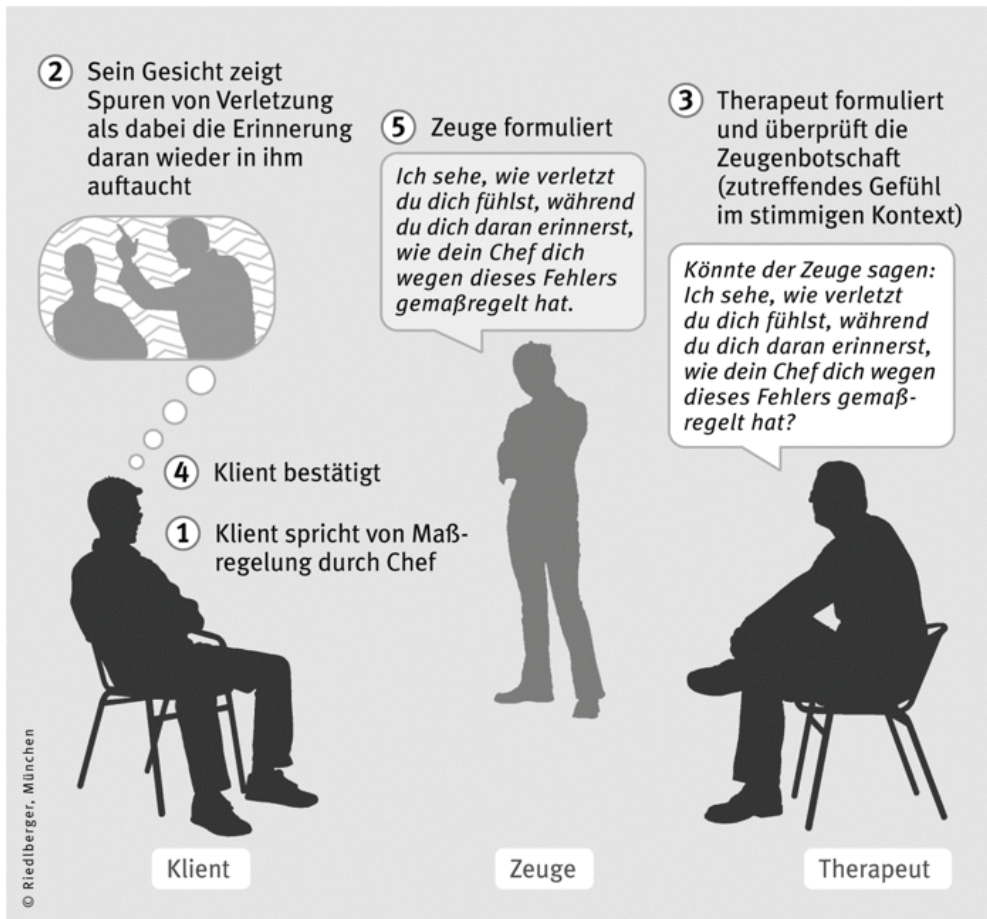 2 Sein Gesicht zeigt
Spuren von Verletzung
als dabei die Erinnerung
daran wieder in ihm
auftaucht
5 Zeuge formuliert
Ich sehe, wie verletzt
du dich fühlst, während
du dich daran erinnerst,
wie dein Chef dich
wegen dieses Fehlers
gemaßregelt hat.
3 Therapeut formuliert
und überprüft die
Zeugenbotschaft
(zutreffendes Gefühl
im stimmigen Kontext)
Könnte der Zeuge sagen:
Ich sehe, wie verletzt
du dich fühlst, während
du dich daran erinnerst,
wie dein Chef dich wegen
dieses Fehlers gemaß-
regelt hat?
4 Klient bestätigt
1 Klient spricht von Maß-
regelung durch Chef
Klient
Zeuge
Therapeut
© Riedlberger, München